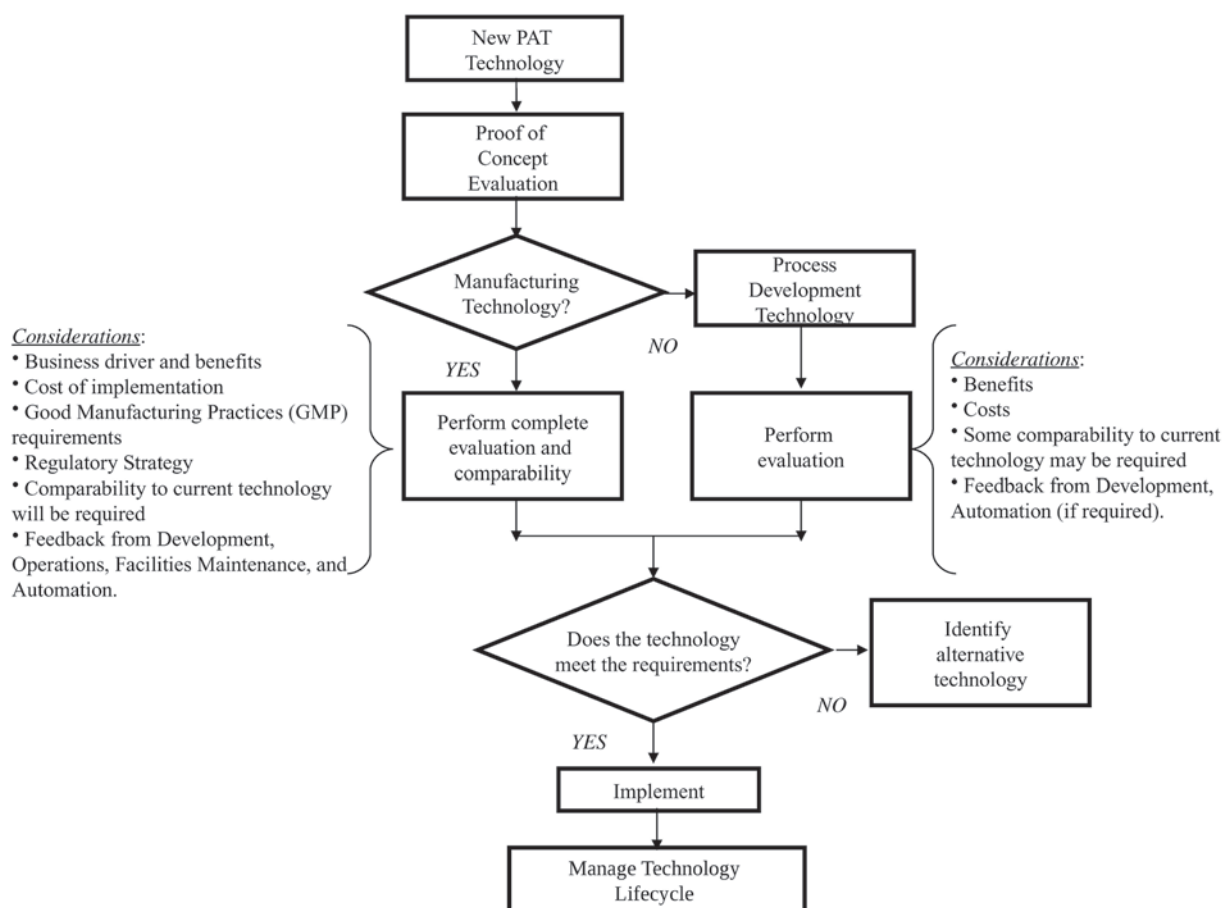 New PAT
Technology
Proof of
Concept
Evaluation
Manufacturing
Technology?
Process
Development
Technology
NO
YES
Considerations:
• Business driver and benefits
• Cost of implementation
• Good Manufacturing Practices (GMP)
requirements
• Regulatory Strategy
• Comparability to current technology
will be required
• Feedback from Development,
Operations, Facilities Maintenance, and
Automation.
Perform complete
evaluation and
comparability
Perform
evaluation
Considerations:
• Benefits
• Costs
• Some comparability to current
technology may be required
• Feedback from Development,
Automation (if required).
Does the technology
meet the requirements?
Identify
alternative
technology
NO
YES
Implement
Manage Technology
Lifecycle